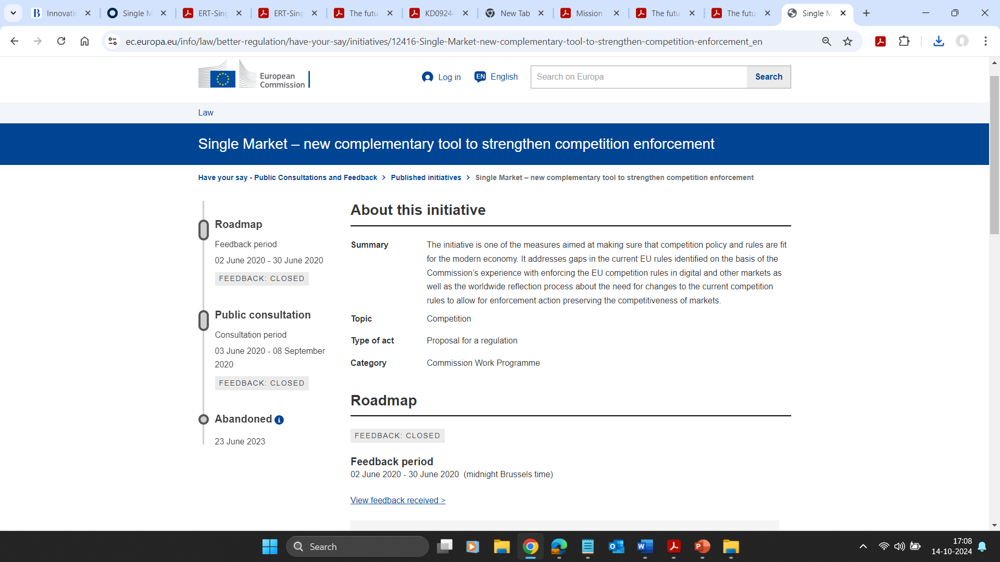 Innovati
Single M
ERT-Sing
ERT-Sing
The futu
KD0924
New Tab
Mission
The futu
The futu
Single M
ec.europa.eu/info/law/better-regulation/have-your-say/initiatives/12416-Single-Market-new-complementary-tool-to-strengthen-competition-enforcement_en
European
Commission
Log in
EN English
Search on Europa
Search
Law
Single Market – new complementary tool to strengthen competition enforcement
Have your say - Public Consultations and Feedback > Published initiatives > Single Market – new complementary tool to strengthen competition enforcement
Roadmap
Feedback period
02 June 2020 - 30 June 2020
FEEDBACK: CLOSED
Public consultation
Consultation period
03 June 2020 - 08 September
2020
FEEDBACK: CLOSED
Abandoned
23 June 2023
About this initiative
Summary
The initiative is one of the measures aimed at making sure that competition policy and rules are fit
for the modern economy. It addresses gaps in the current EU rules identified on the basis of the
Commission’s experience with enforcing the EU competition rules in digital and other markets as
well as the worldwide reflection process about the need for changes to the current competition
rules to allow for enforcement action preserving the competitiveness of markets.
Topic Competition
Type of act Proposal for a regulation
Category Commission Work Programme
Roadmap
FEEDBACK: CLOSED
Feedback period
02 June 2020 - 30 June 2020 (midnight Brussels time)
View feedback received >
Search
17:08
14-10-2024